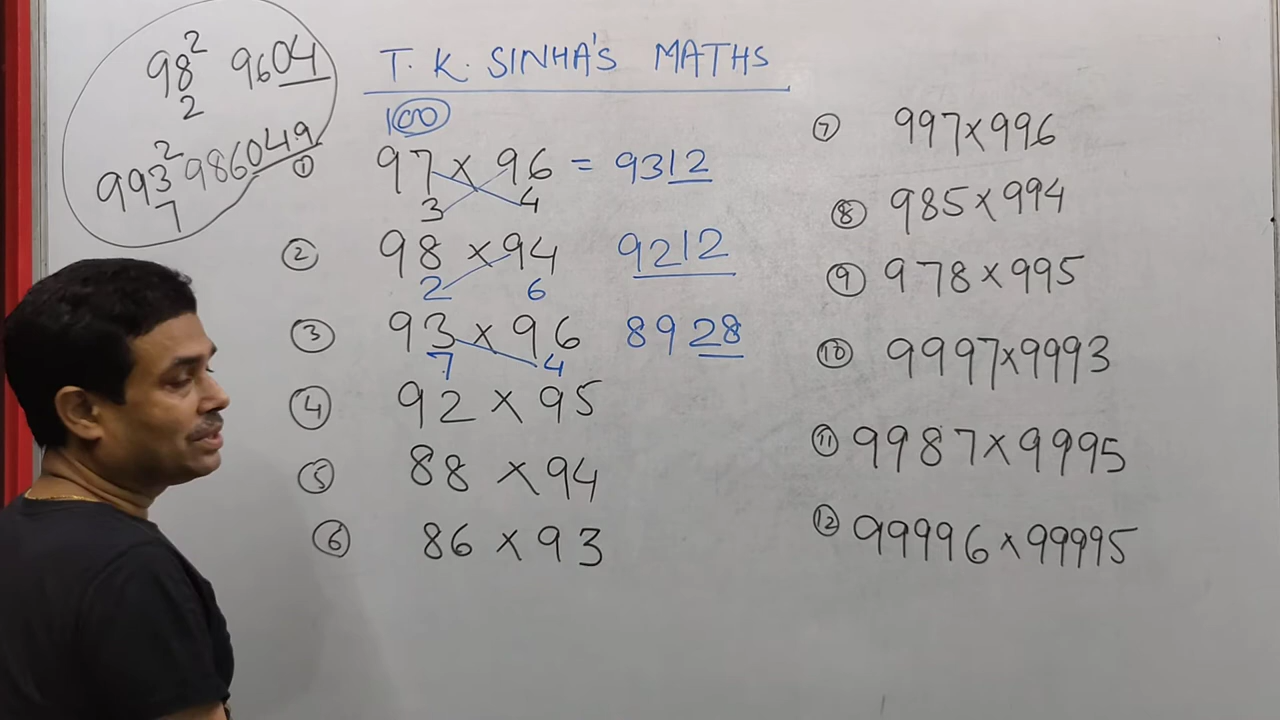 98² 9604
2
993² 986049
7
T. K. SINHA'S MATHS
100
① 97 × 96 = 9312
3 4
② 98 × 94 9212
2 6
③ 93 × 96 8928
7 4
④ 92 × 95
⑤ 88 × 94
⑥ 86 × 93
⑦ 997 × 996
⑧ 985 × 994
⑨ 978 × 995
⑩ 9997 × 9993
⑪ 9987 × 9995
⑫ 99996 × 99995